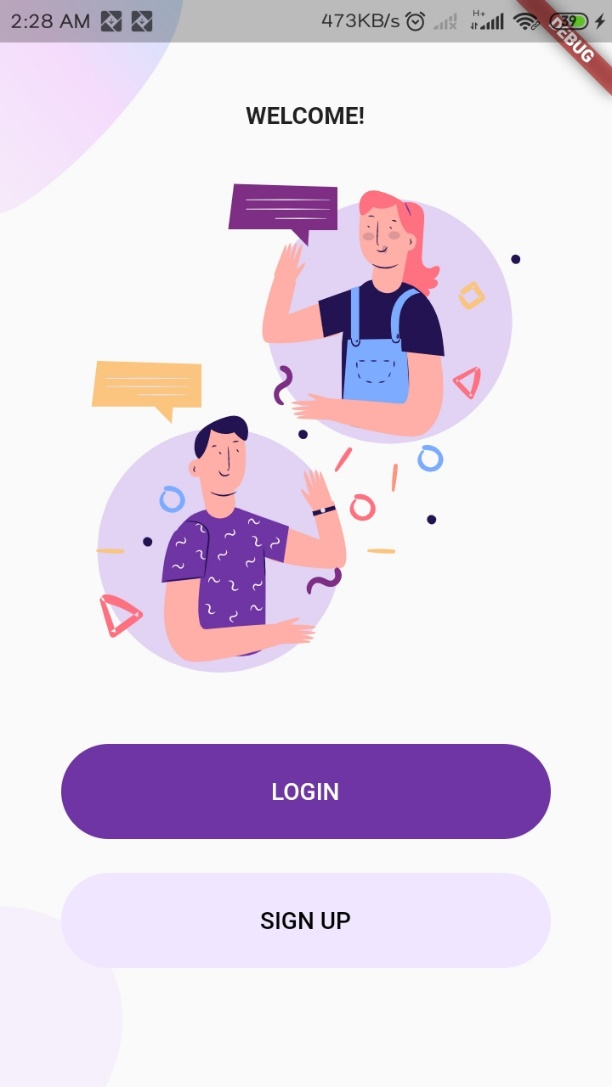 2:28 AM 473KB/s H+ 39
DEBUG
WELCOME!
LOGIN
SIGN UP